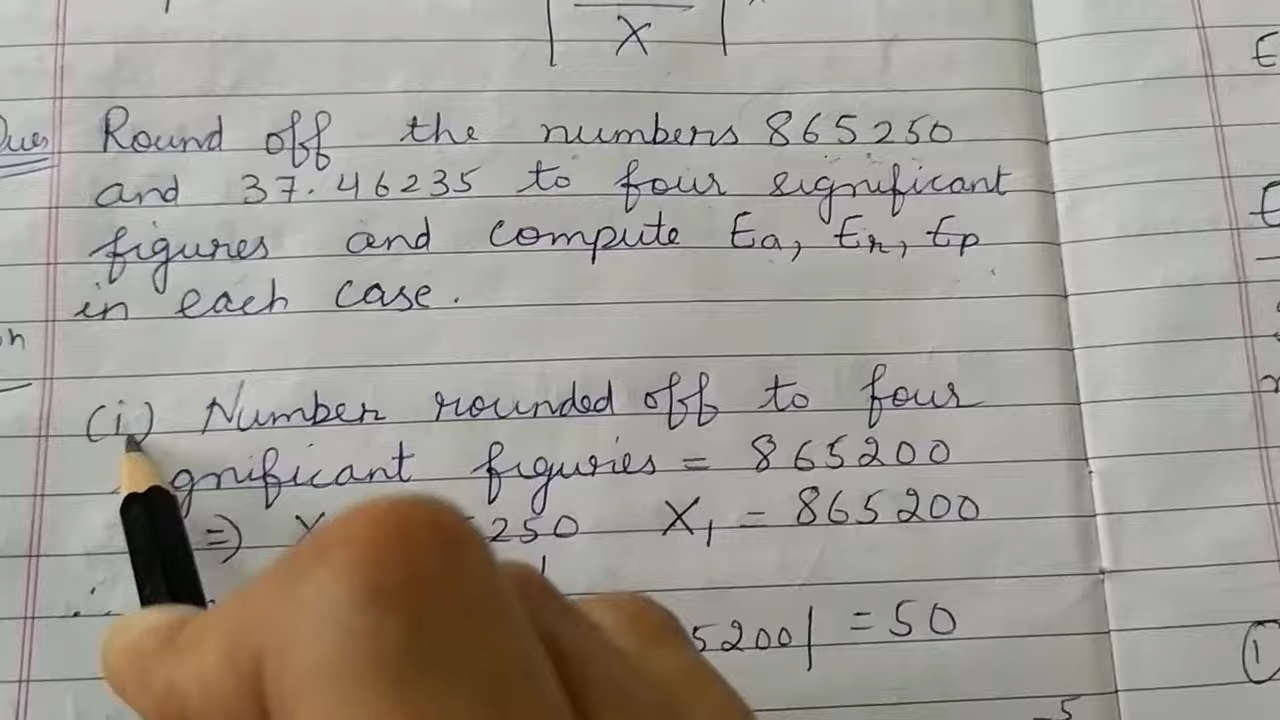 X
Ques Round off the numbers 865250
and 37.46235 to four significant
figures and compute Ea, Er, Ep
in each case.
(i) Number rounded off to four
gnificant figuries = 865200
=) X 250 X1 = 865200
∴ 5200| = 50
-5